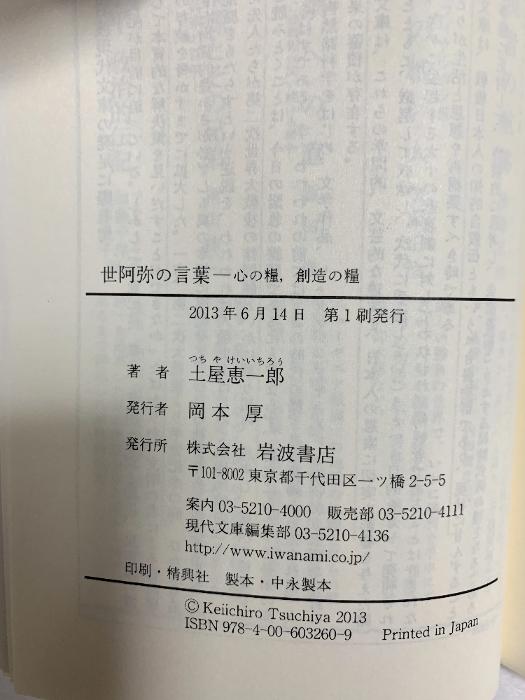 世阿弥の言葉―心の糧,創造の糧
2013年6月14日 第1刷発行
つちやけいいちろう
著者 土屋恵一郎
発行者 岡本厚
発行所 株式会社 岩波書店
〒101-8002 東京都千代田区一ツ橋2-5-5
案内 03-5210-4000 販売部 03-5210-4111
現代文庫編集部 03-5210-4136
http://www.iwanami.co.jp/
印刷・精興社 製本・中永製本
© Keiichiro Tsuchiya 2013
ISBN 978-4-00-603260-9 Printed in Japan